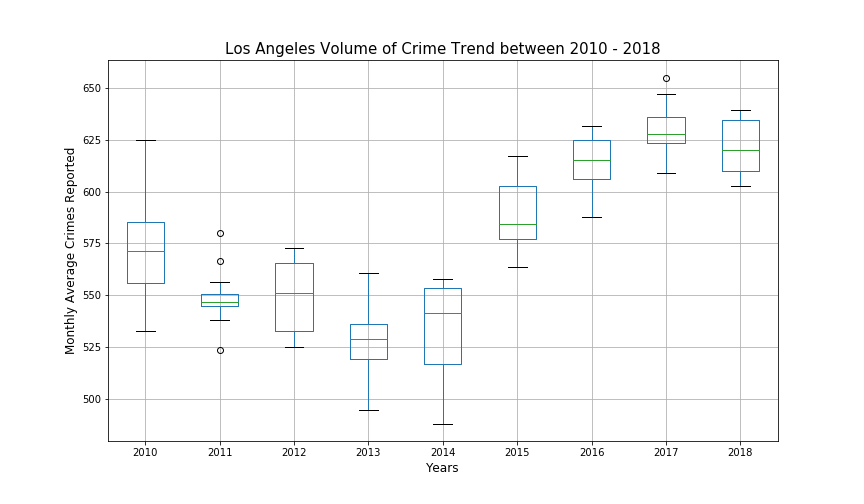 Los Angeles Volume of Crime Trend between 2010 - 2018
Monthly Average Crimes Reported
650
625
600
575
550
525
500
2010 2011 2012 2013 2014 2015 2016 2017 2018
Years